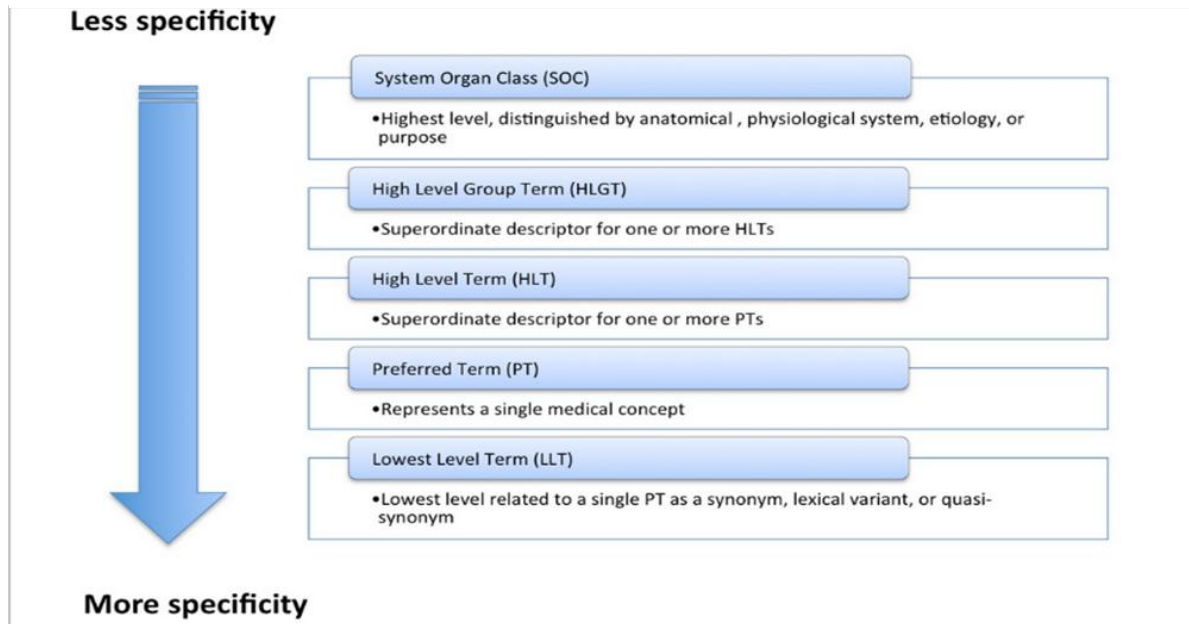 Less specificity
System Organ Class (SOC)
•Highest level, distinguished by anatomical , physiological system, etiology, or
purpose
High Level Group Term (HLGT)
•Superordinate descriptor for one or more HLTs
High Level Term (HLT)
•Superordinate descriptor for one or more PTs
Preferred Term (PT)
•Represents a single medical concept
Lowest Level Term (LLT)
•Lowest level related to a single PT as a synonym, lexical variant, or quasi-
synonym
More specificity